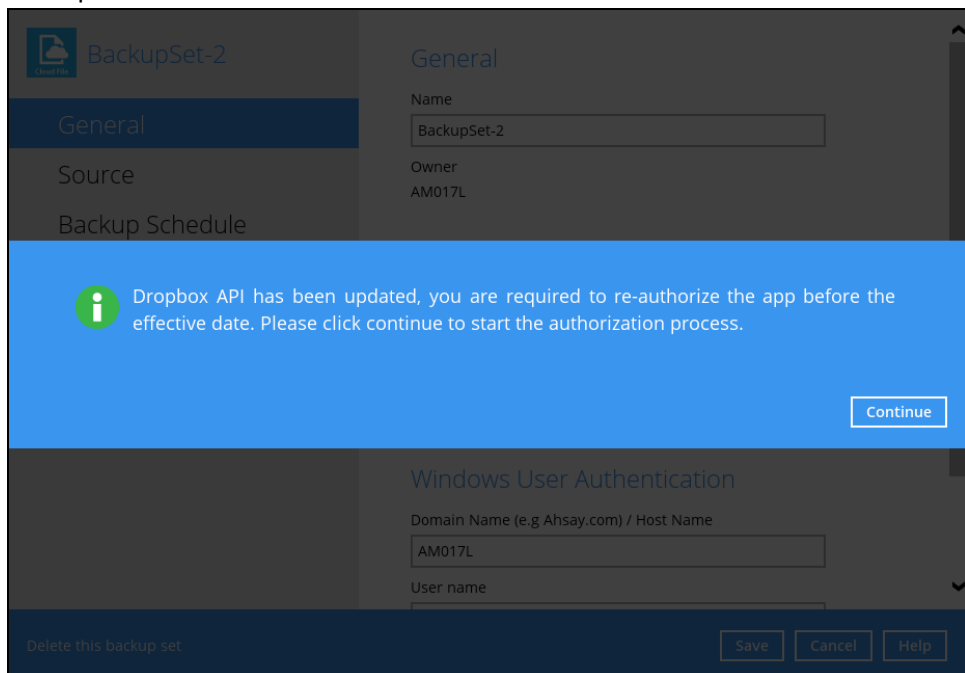 BackupSet-2
Cloud File
General
Source
Backup Schedule
General
Name
BackupSet-2
Owner
AM017L
Dropbox API has been updated, you are required to re-authorize the app before the
effective date. Please click continue to start the authorization process.
Continue
Windows User Authentication
Domain Name (e.g Ahsay.com) / Host Name
AM017L
User name
Delete this backup set
Save
Cancel
Help